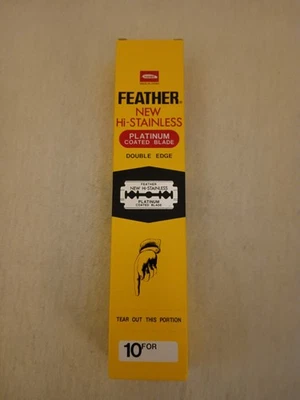 FEATHER
NEW
Hi-STAINLESS
PLATINUM
COATED BLADE
DOUBLE EDGE
FEATHER
NEW Hi-STAINLESS
PLATINUM
COATED BLADE
TEAR OUT THIS PORTION
10 FOR